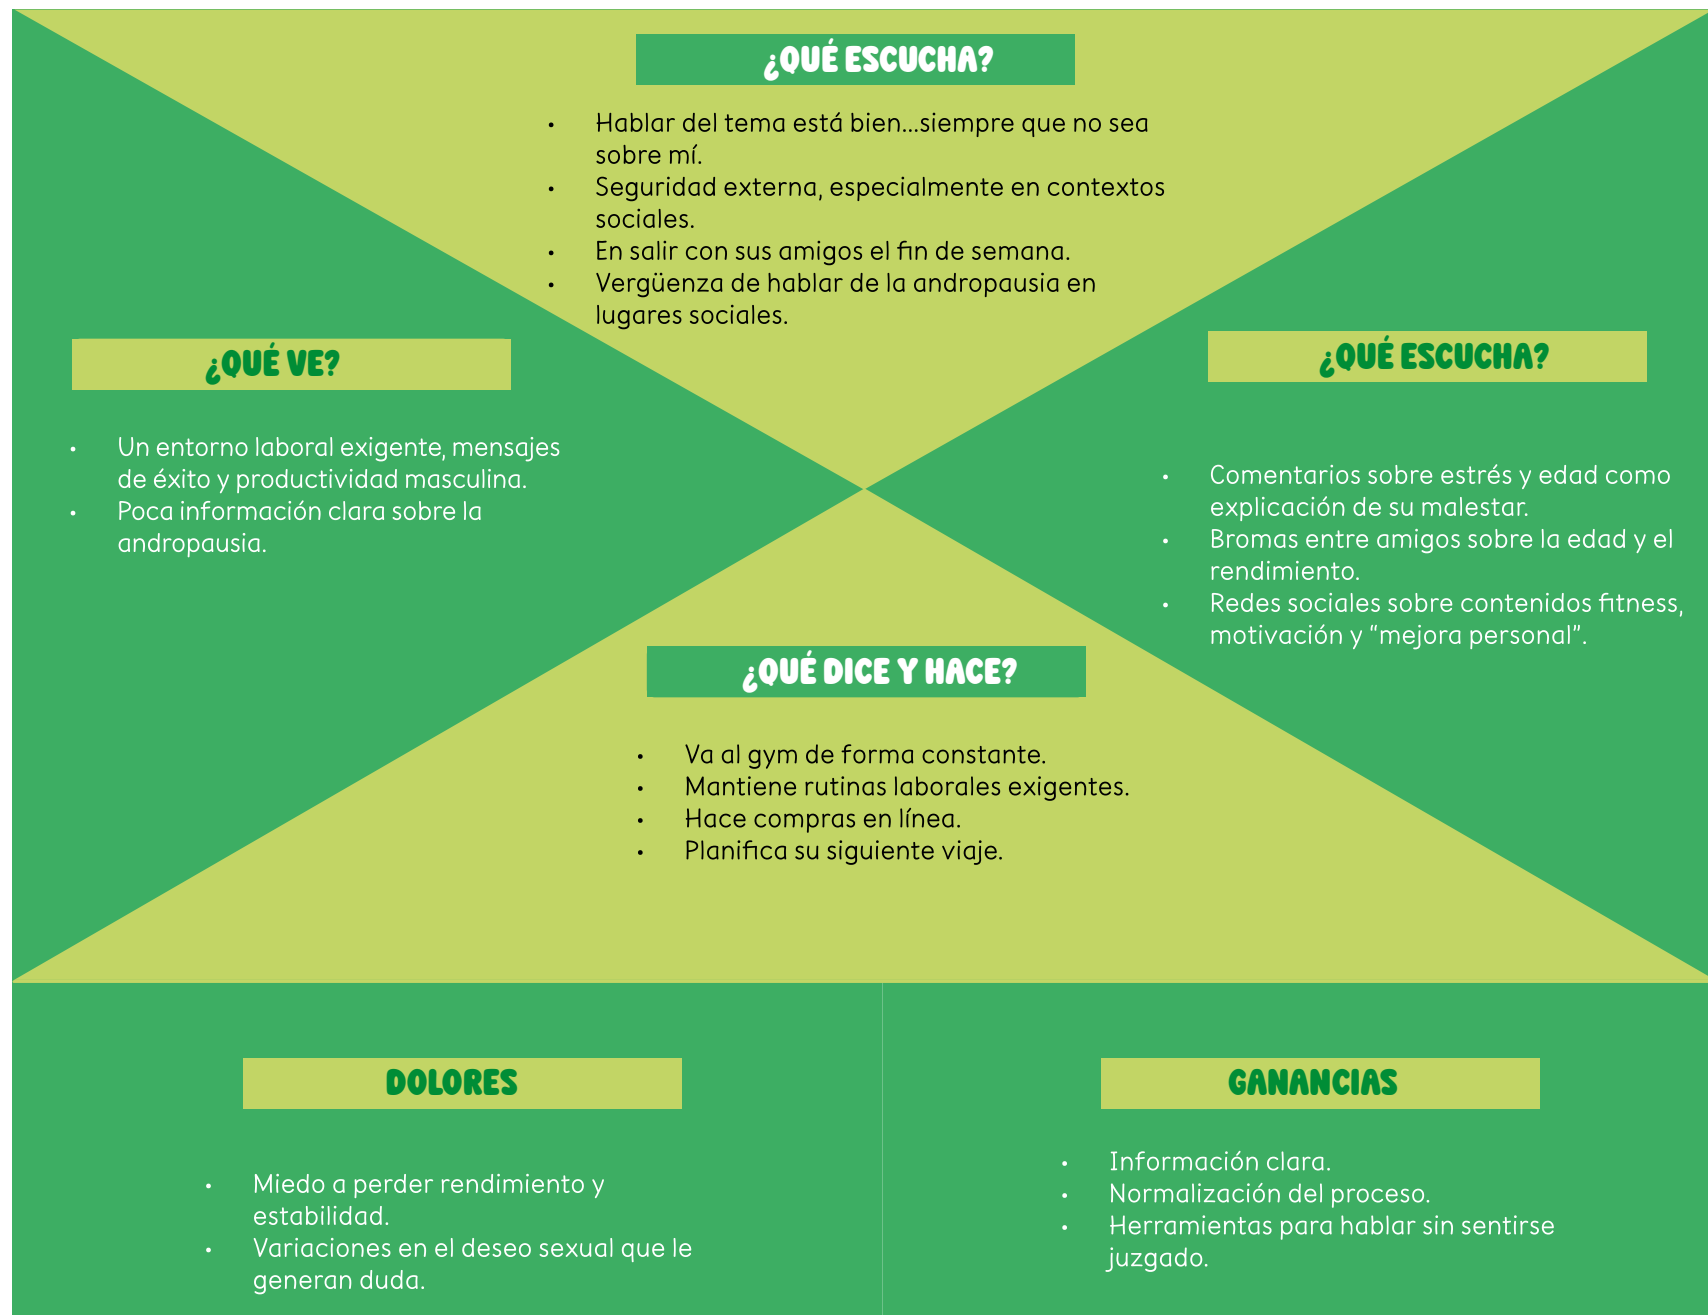 ¿QUÉ ESCUCHA?
• Hablar del tema está bien...siempre que no sea
sobre mí.
• Seguridad externa, especialmente en contextos
sociales.
• En salir con sus amigos el fin de semana.
• Vergüenza de hablar de la andropausia en
lugares sociales.
¿QUÉ VE?
• Un entorno laboral exigente, mensajes
de éxito y productividad masculina.
• Poca información clara sobre la
andropausia.
¿QUÉ ESCUCHA?
• Comentarios sobre estrés y edad como
explicación de su malestar.
• Bromas entre amigos sobre la edad y el
rendimiento.
• Redes sociales sobre contenidos fitness,
motivación y "mejora personal".
¿QUÉ DICE Y HACE?
• Va al gym de forma constante.
• Mantiene rutinas laborales exigentes.
• Hace compras en línea.
• Planifica su siguiente viaje.
DOLORES
• Miedo a perder rendimiento y
estabilidad.
• Variaciones en el deseo sexual que le
generan duda.
GANANCIAS
• Información clara.
• Normalización del proceso.
• Herramientas para hablar sin sentirse
juzgado.